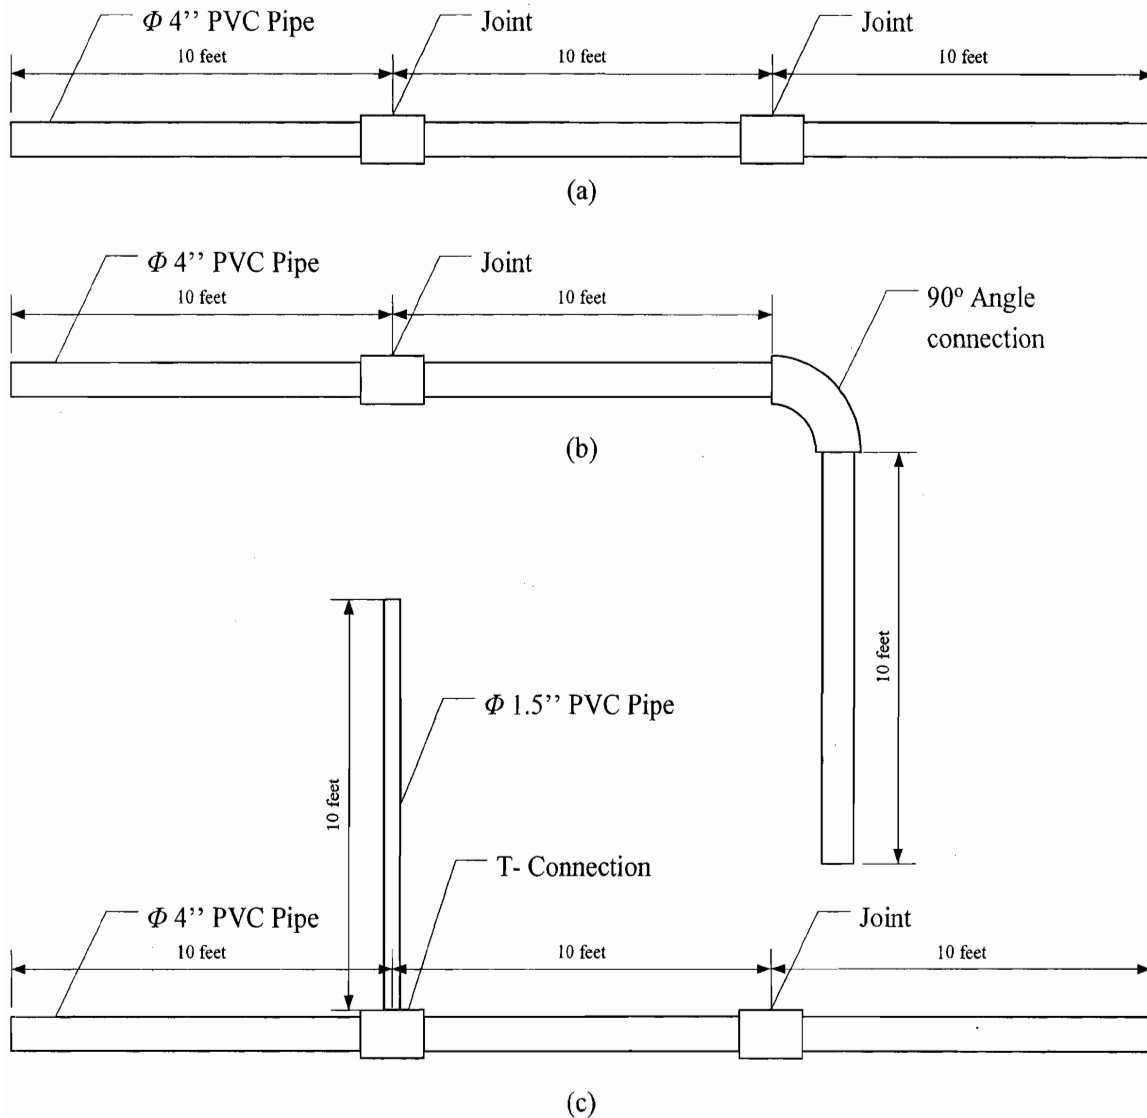 Φ 4’’ PVC Pipe
Joint
Joint
10 feet
10 feet
10 feet
(a)
Φ 4’’ PVC Pipe
Joint
10 feet
10 feet
90º Angle
connection
(b)
10 feet
10 feet
Φ 1.5’’ PVC Pipe
T- Connection
Φ 4’’ PVC Pipe
Joint
10 feet
10 feet
10 feet
(c)